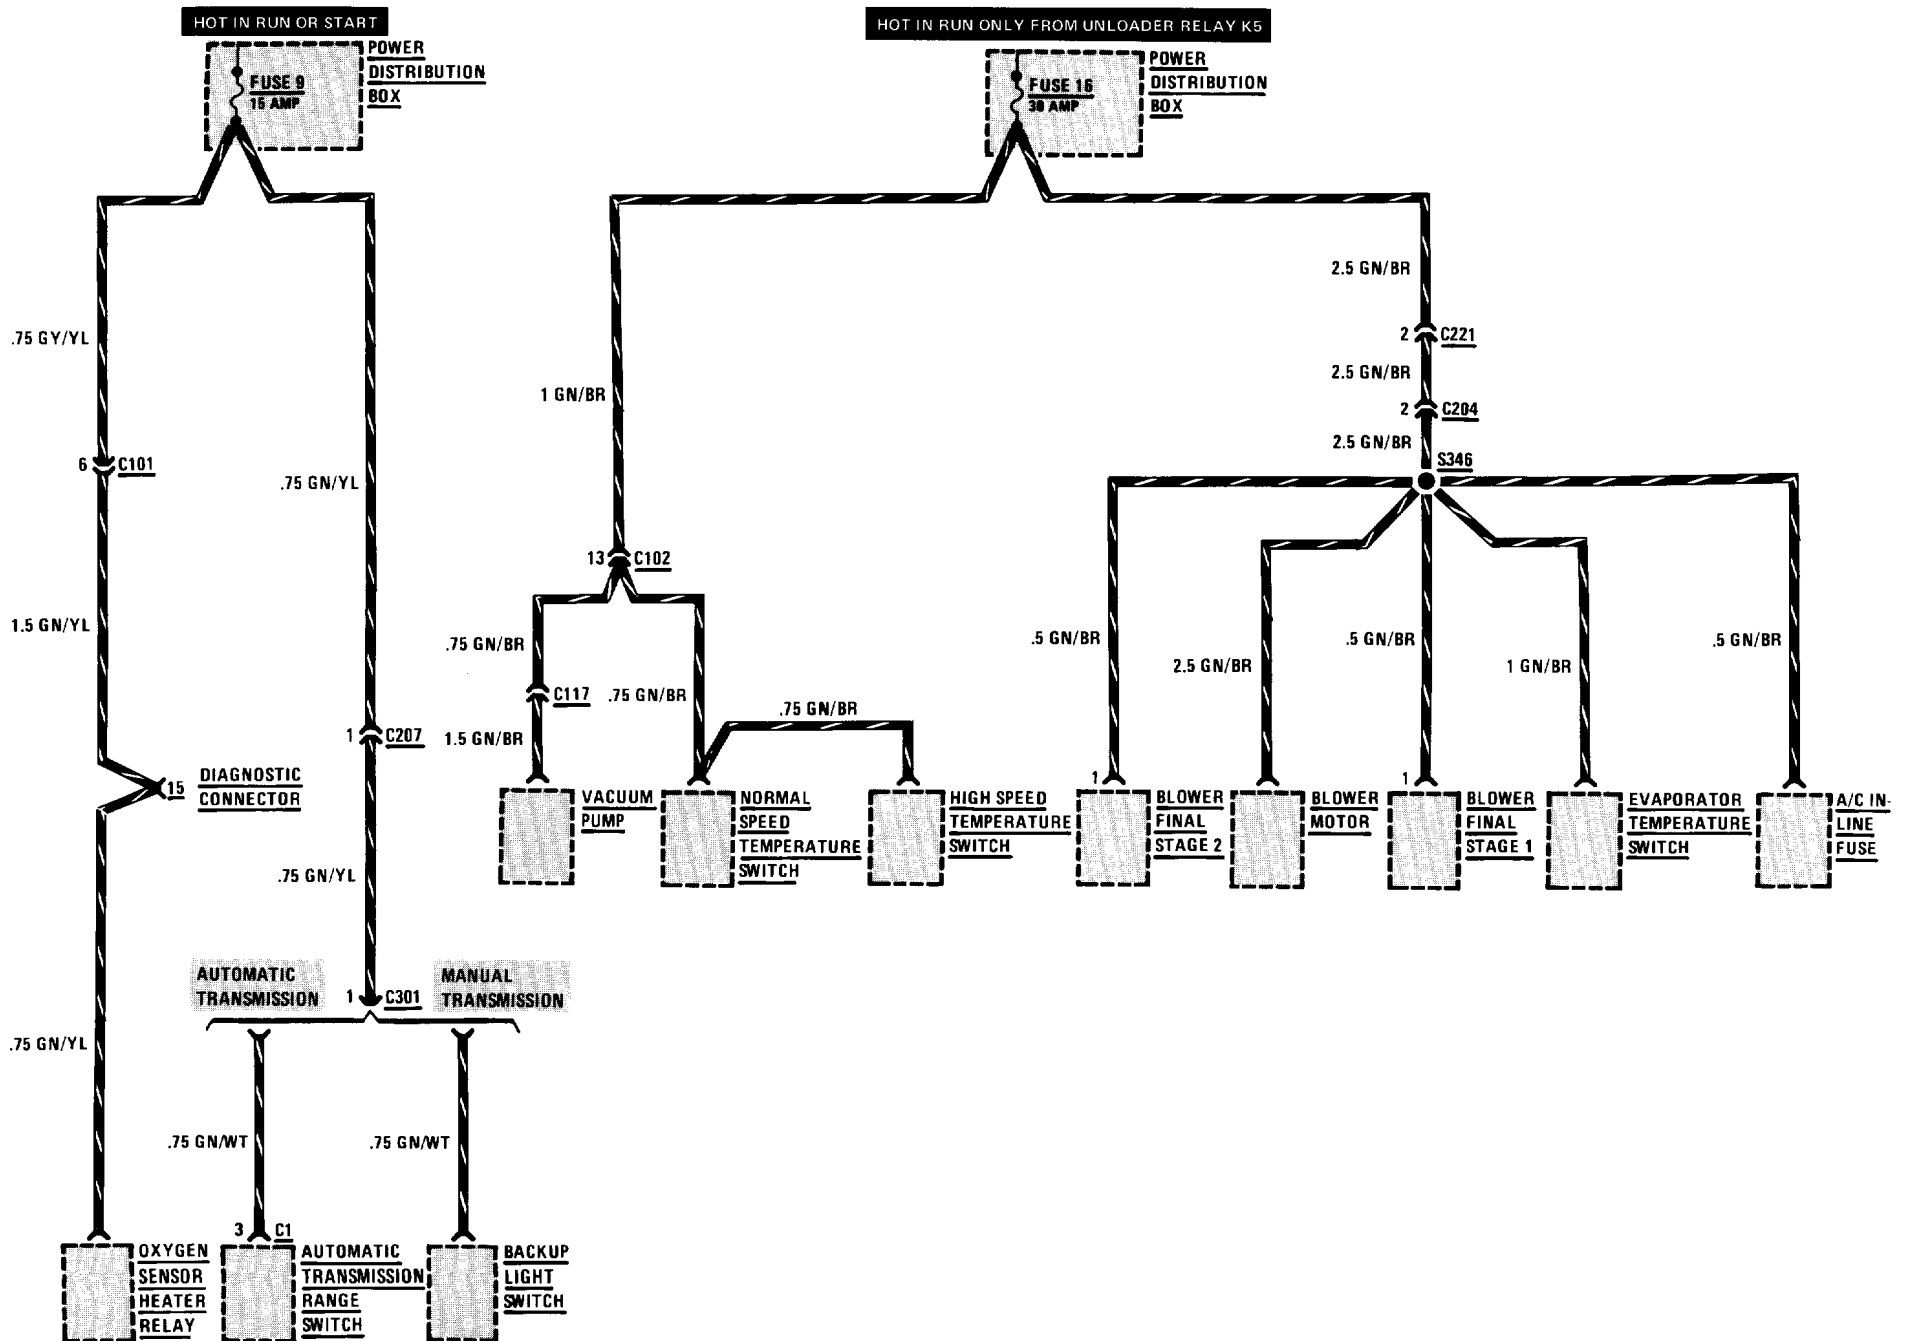 HOT IN RUN OR START
FUSE 9
15 AMP
POWER
DISTRIBUTION
BOX
HOT IN RUN ONLY FROM UNLOADER RELAY K5
FUSE 16
30 AMP
POWER
DISTRIBUTION
BOX
2.5 GN/BR
2 C221
.75 GY/YL
2.5 GN/BR
1 GN/BR
2 C204
2.5 GN/BR
S346
6 C101
.75 GN/YL
13 C102
1.5 GN/YL
.75 GN/BR
.5 GN/BR
2.5 GN/BR
.5 GN/BR
1 GN/BR
.5 GN/BR
C117
.75 GN/BR
.75 GN/BR
1 C207
1.5 GN/BR
15
DIAGNOSTIC
CONNECTOR
VACUUM
PUMP
NORMAL
SPEED
TEMPERATURE
SWITCH
HIGH SPEED
TEMPERATURE
SWITCH
1
BLOWER
FINAL
STAGE 2
BLOWER
MOTOR
1
BLOWER
FINAL
STAGE 1
EVAPORATOR
TEMPERATURE
SWITCH
A/C IN-
LINE
FUSE
.75 GN/YL
AUTOMATIC
TRANSMISSION
1 C301
MANUAL
TRANSMISSION
.75 GN/YL
.75 GN/WT
.75 GN/WT
3 C1
OXYGEN
SENSOR
HEATER
RELAY
AUTOMATIC
TRANSMISSION
RANGE
SWITCH
BACKUP
LIGHT
SWITCH